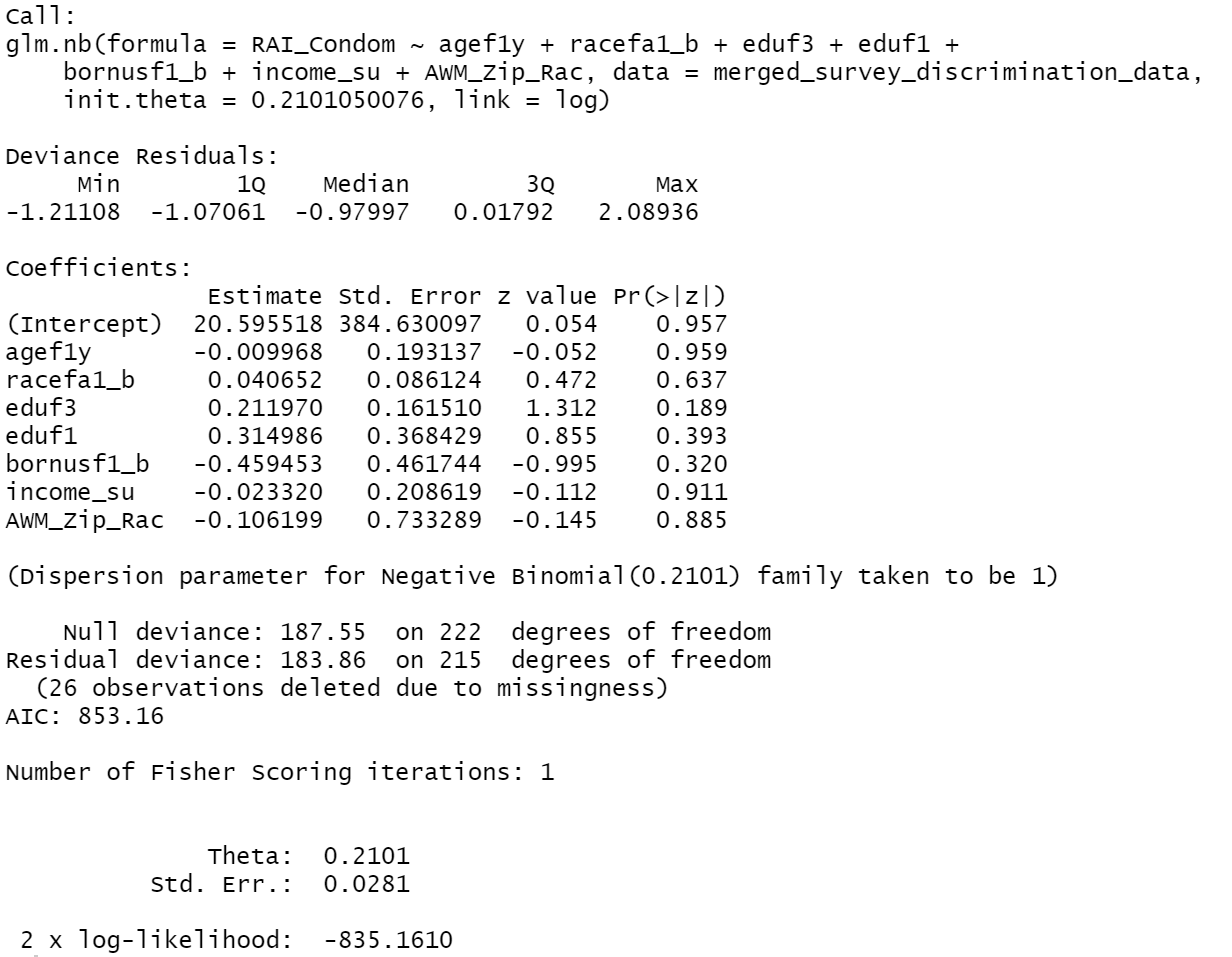 Call:
glm.nb(formula = RAI_Condom ~ agef1y + racefa1_b + eduf3 + eduf1 +
    bornusf1_b + income_su + AWM_Zip_Rac, data = merged_survey_discrimination_data,
    init.theta = 0.2101050076, link = log)

Deviance Residuals:
     Min        1Q    Median        3Q       Max
-1.21108  -1.07061  -0.97997   0.01792   2.08936

Coefficients:
              Estimate Std. Error z value Pr(>|z|)
(Intercept)  20.595518 384.630097   0.054    0.957
agef1y       -0.009968   0.193137  -0.052    0.959
racefa1_b     0.040652   0.086124   0.472    0.637
eduf3         0.211970   0.161510   1.312    0.189
eduf1         0.314986   0.368429   0.855    0.393
bornusf1_b   -0.459453   0.461744  -0.995    0.320
income_su    -0.023320   0.208619  -0.112    0.911
AWM_Zip_Rac  -0.106199   0.733289  -0.145    0.885

(Dispersion parameter for Negative Binomial(0.2101) family taken to be 1)

    Null deviance: 187.55  on 222  degrees of freedom
Residual deviance: 183.86  on 215  degrees of freedom
  (26 observations deleted due to missingness)
AIC: 853.16

Number of Fisher Scoring iterations: 1


              Theta:  0.2101
          Std. Err.:  0.0281

 2 x log-likelihood:  -835.1610